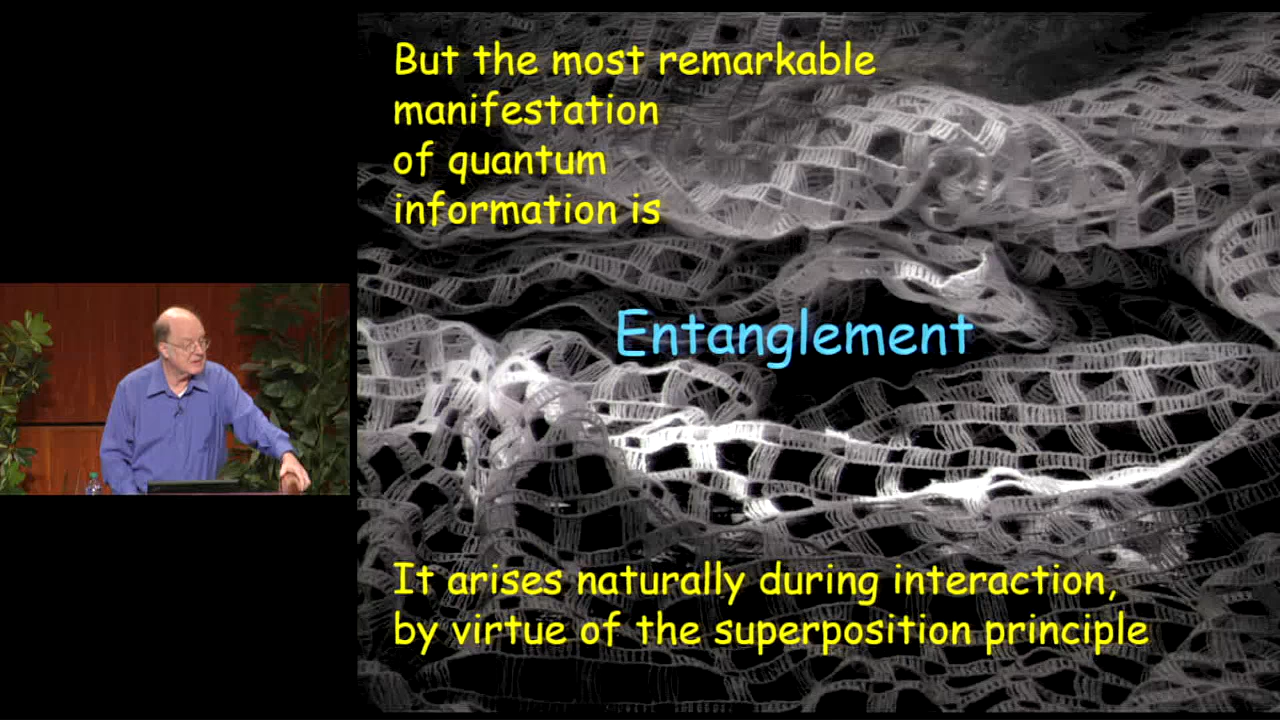 But the most remarkable
manifestation
of quantum
information is
Entanglement
It arises naturally during interaction,
by virtue of the superposition principle